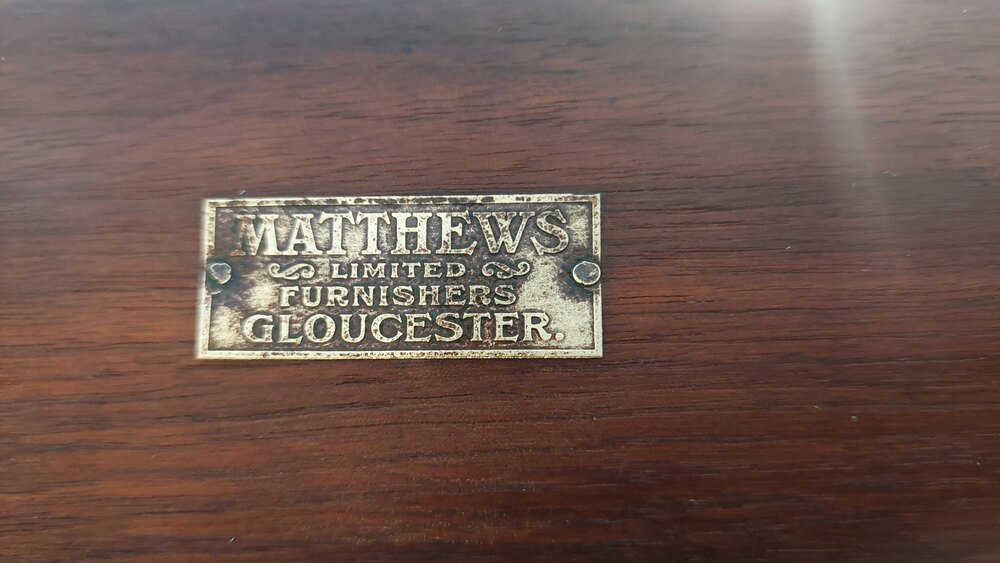 MATTHEWS
LIMITED
FURNISHERS
GLOUCESTER.